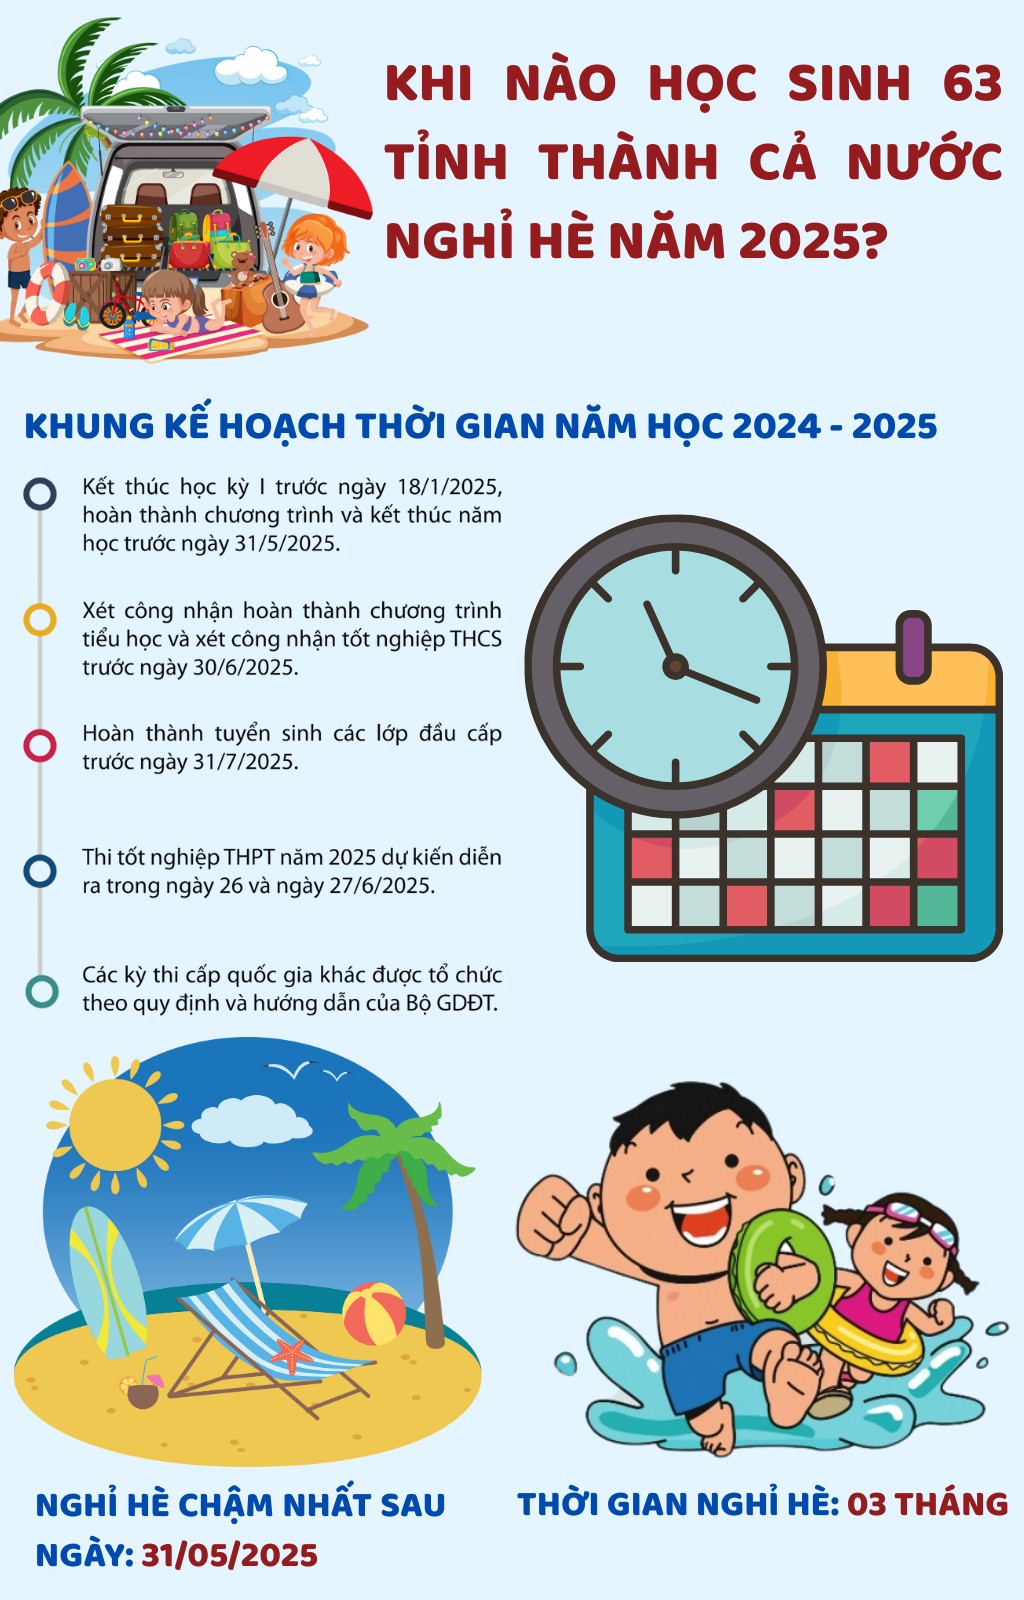 KHI NÀO HỌC SINH 63
TỈNH THÀNH CẢ NƯỚC
NGHỈ HÈ NĂM 2025?
KHUNG KẾ HOẠCH THỜI GIAN NĂM HỌC 2024 - 2025
Kết thúc học kỳ I trước ngày 18/1/2025,
hoàn thành chương trình và kết thúc năm
học trước ngày 31/5/2025.
Xét công nhận hoàn thành chương trình
tiểu học và xét công nhận tốt nghiệp THCS
trước ngày 30/6/2025.
Hoàn thành tuyển sinh các lớp đầu cấp
trước ngày 31/7/2025.
Thi tốt nghiệp THPT năm 2025 dự kiến diễn
ra trong ngày 26 và ngày 27/6/2025.
Các kỳ thi cấp quốc gia khác được tổ chức
theo quy định và hướng dẫn của Bộ GDĐT.
NGHỈ HÈ CHẬM NHẤT SAU
NGÀY: 31/05/2025
THỜI GIAN NGHỈ HÈ: 03 THÁNG